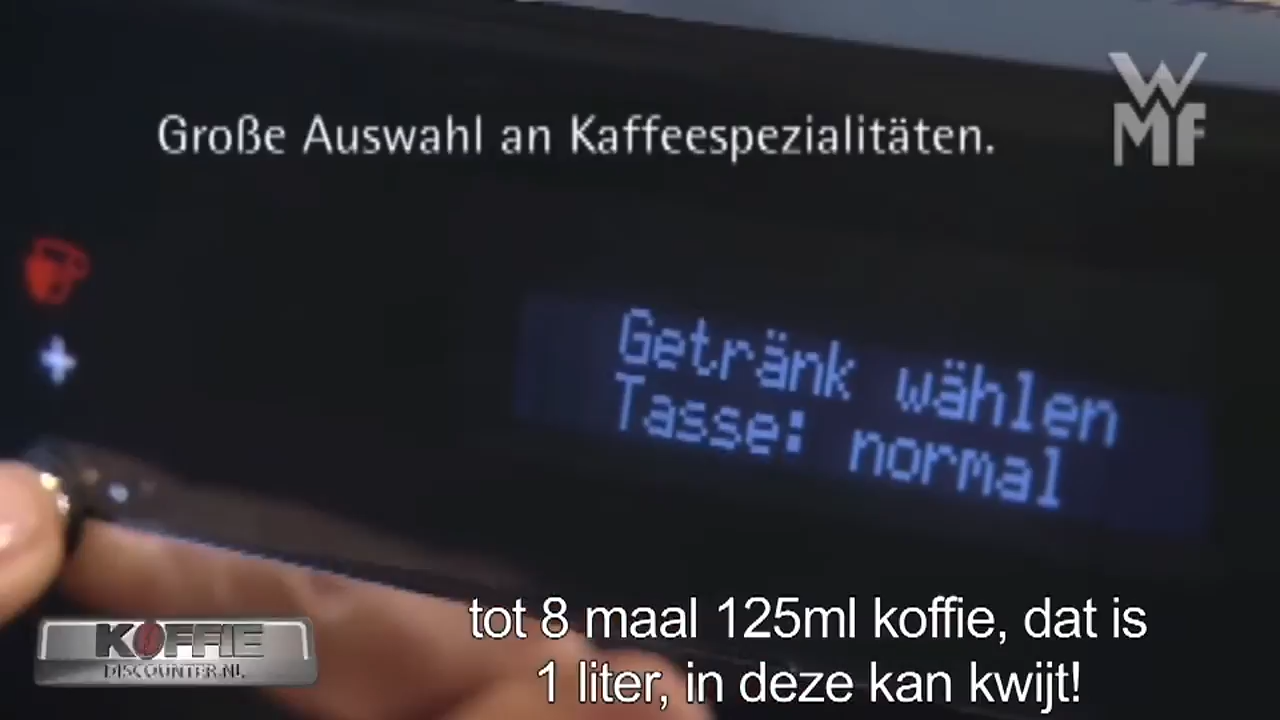 WMF
Große Auswahl an Kaffeespezialitäten.
Getränk wählen
Tasse: normal
tot 8 maal 125ml koffie, dat is
1 liter, in deze kan kwijt!
KOFFIE
DISCOUNTER.NL